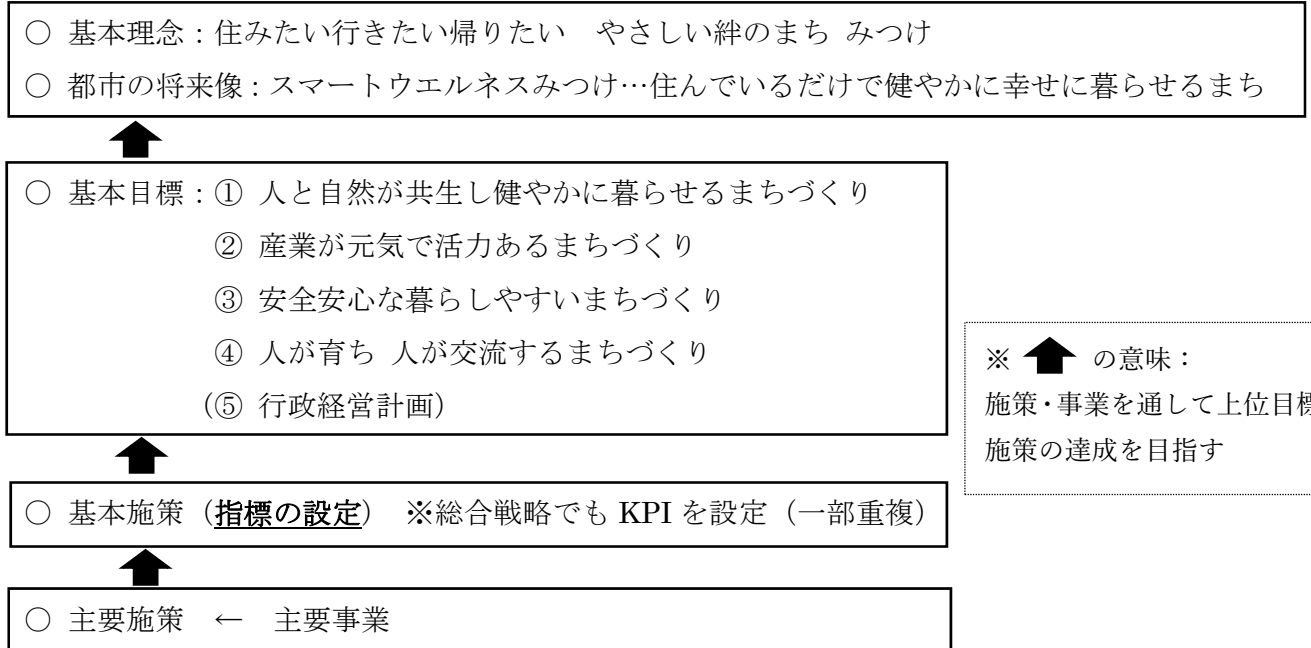 ○ 基本理念：住みたい行きたい帰りたい　やさしい絆のまち みつけ
○ 都市の将来像：スマートウエルネスみつけ…住んでいるだけで健やかに幸せに暮らせるまち
○ 基本目標：① 人と自然が共生し健やかに暮らせるまちづくり
② 産業が元気で活力あるまちづくり
③ 安全安心な暮らしやすいまちづくり
④ 人が育ち 人が交流するまちづくり
（⑤ 行政経営計画）
※ ⬆ の意味：
施策・事業を通して上位目標
施策の達成を目指す
○ 基本施策（指標の設定）　※総合戦略でも KPI を設定（一部重複）
○ 主要施策　←　主要事業